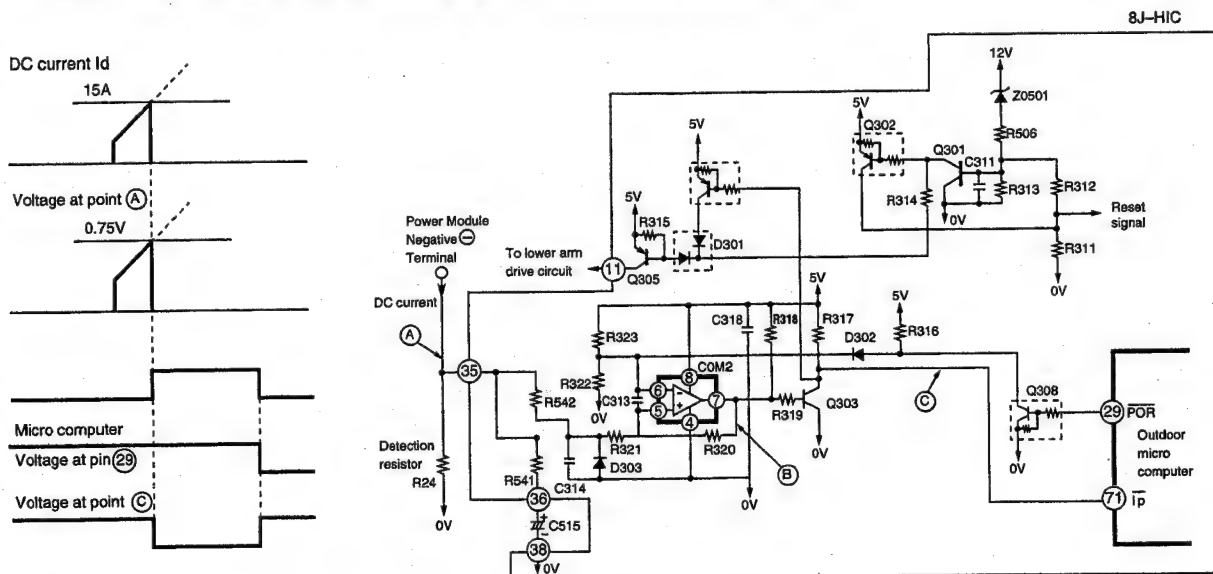 8J-HIC
DC current Id
15A
Voltage at point Ⓐ
0.75V
Micro computer
Voltage at pin ㉙
Voltage at point Ⓒ
Power Module
Negative ⊖
Terminal
DC current
A
Detection
resistor
R24
0V
To lower arm
drive circuit
11
5V
R315
Q305
5V
D301
5V
Q302
R314
Q301
C311
0V
12V
Z0501
R506
R313
R312
Reset
signal
R311
0V
35
R542
R541
36
+
C515
-
38
0V
C314
D303
R323
R322
0V
C313
C0M2
8
6
-
5
+
7
4
R321
R320
B
C318
0V
R318
5V
R317
R319
Q303
0V
D302
5V
R316
C
Q308
0V
29
POR
Outdoor
micro
computer
71
Ip